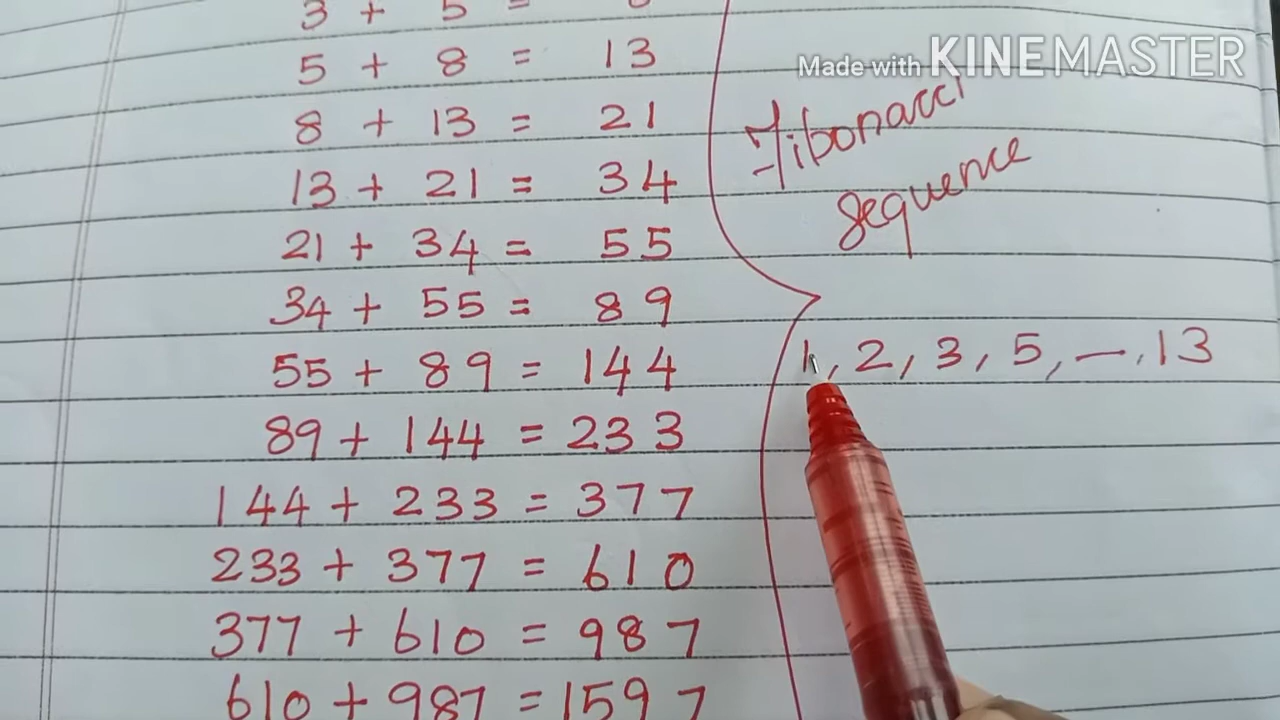 3 + 5 =
5 + 8 = 13
8 + 13 = 21
13 + 21 = 34
21 + 34 = 55
34 + 55 = 89
55 + 89 = 144
89 + 144 = 233
144 + 233 = 377
233 + 377 = 610
377 + 610 = 987
610 + 987 = 1597
Made with KINEMASTER
Fibonacci
sequence
1, 2, 3, 5, — , 13